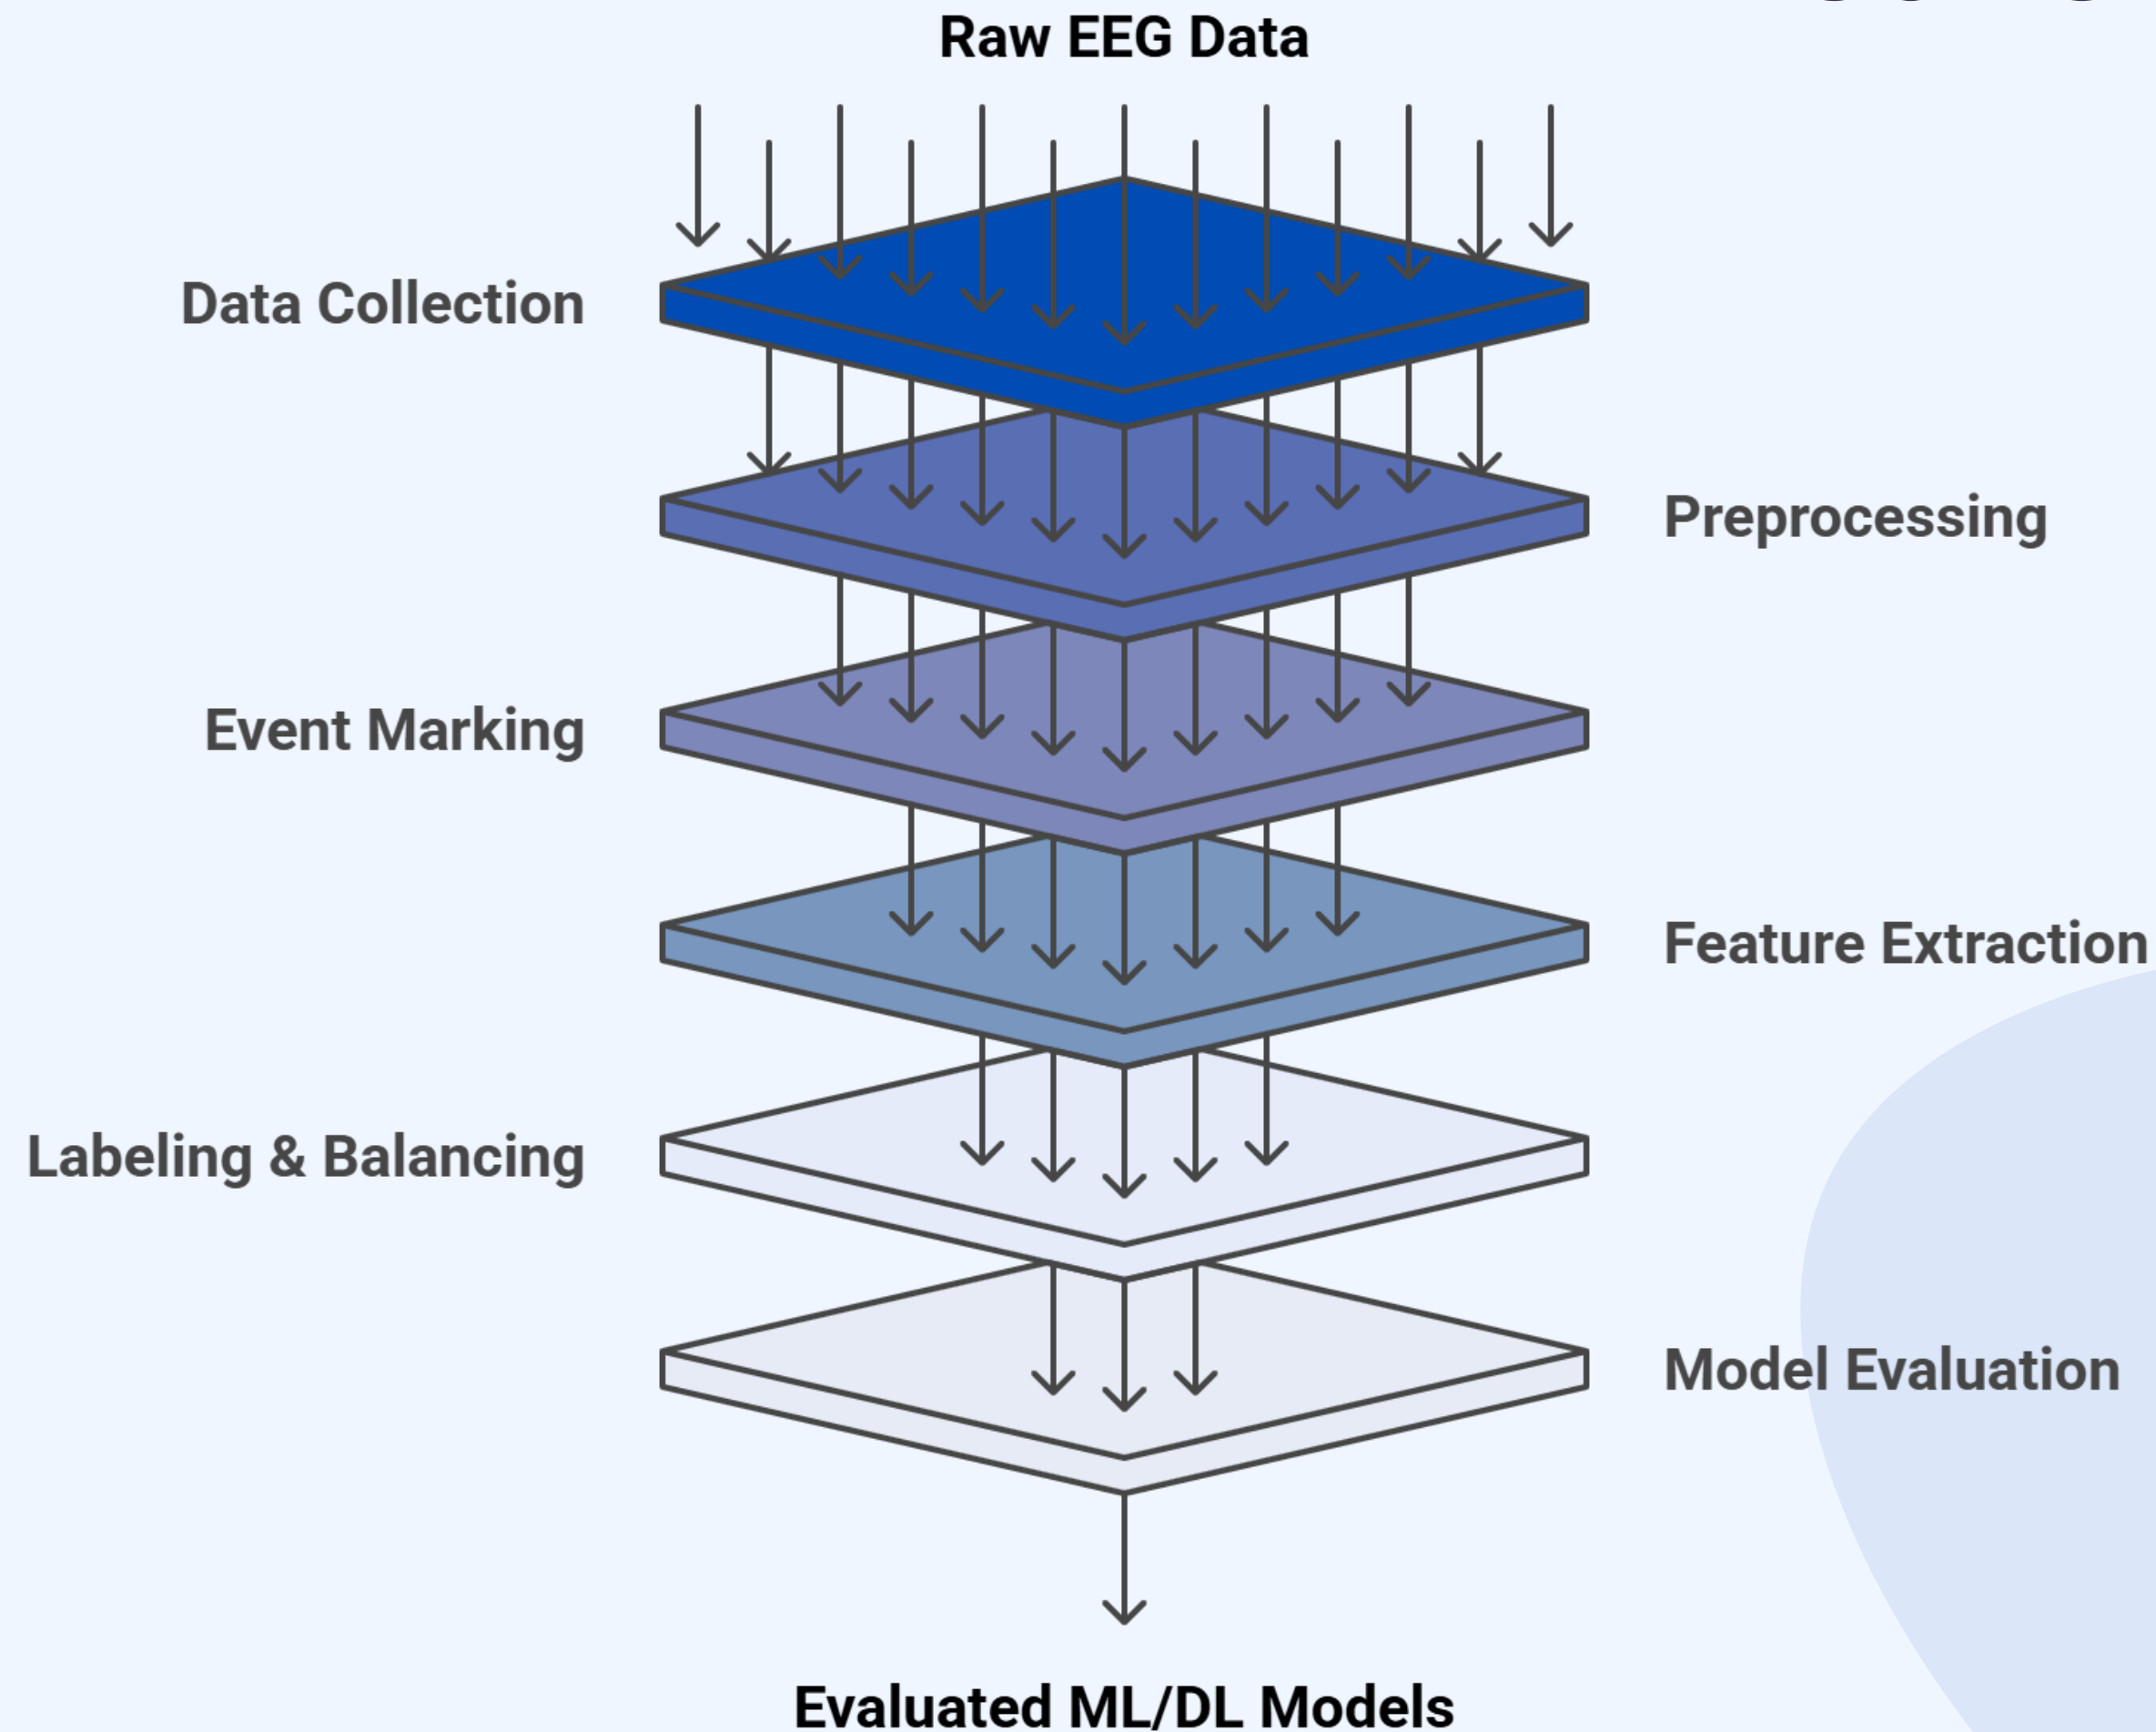 Raw EEG Data
Data Collection
Preprocessing
Event Marking
Feature Extraction
Labeling & Balancing
Model Evaluation
Evaluated ML/DL Models